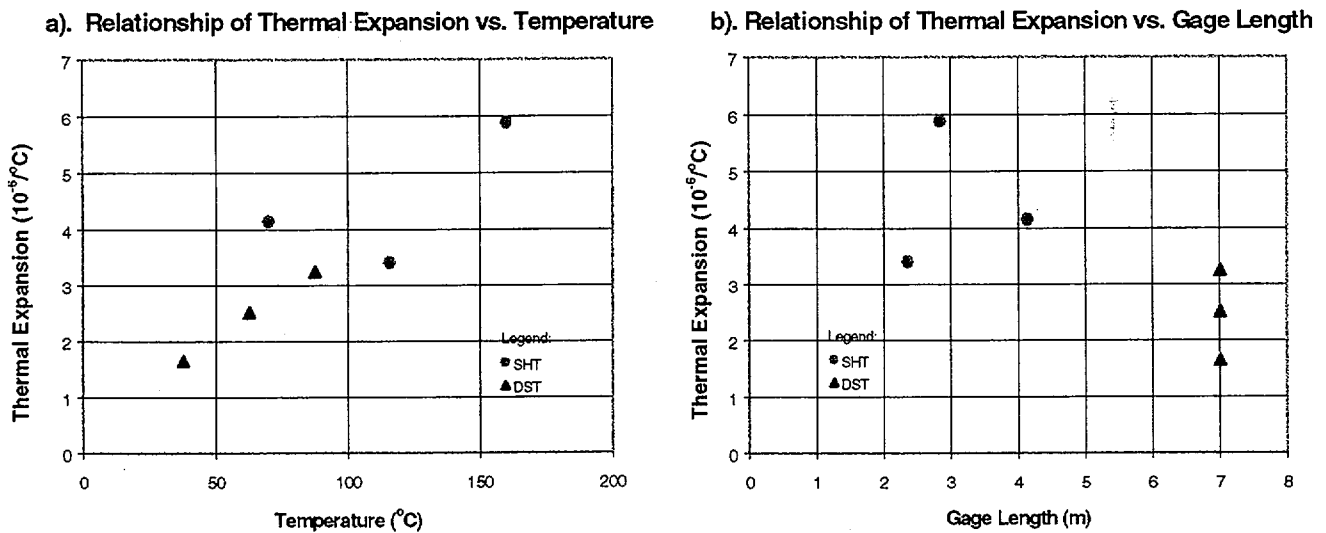 a). Relationship of Thermal Expansion vs. Temperature
7
6
5
4
3
2
1
0
0 50 100 150 200
Thermal Expansion (10⁻⁶/°C)
Temperature (°C)
Legend:
SHT
DST
b). Relationship of Thermal Expansion vs. Gage Length
7
6
5
4
3
2
1
0
0 1 2 3 4 5 6 7 8
Thermal Expansion (10⁻⁶/°C)
Gage Length (m)
Legend:
SHT
DST